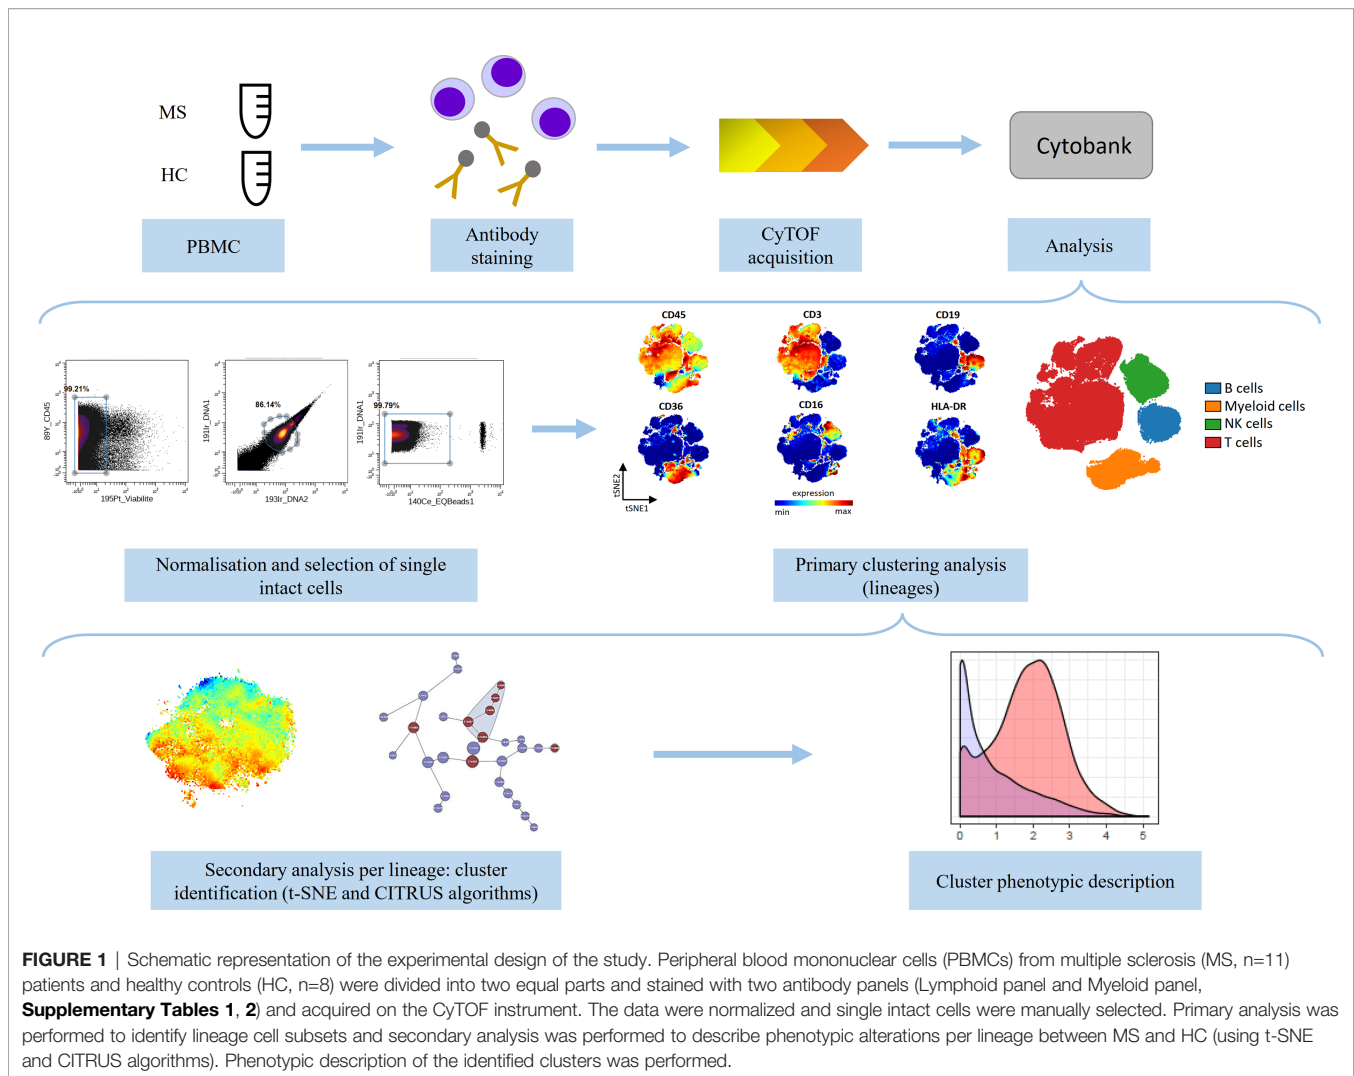 MS
HC
PBMC
Antibody
staining
CyTOF
acquisition
Cytobank
Analysis
99.21%
89Y_CD45
195Pt_Viabilite
86.14%
191Ir_DNA1
193Ir_DNA2
99.79%
191Ir_DNA1
140Ce_EQBeads1
CD45
CD3
CD19
CD36
CD16
HLA-DR
tSNE2
tSNE1
expression
min
max
B cells
Myeloid cells
NK cells
T cells
Normalisation and selection of single
intact cells
Primary clustering analysis
(lineages)
0 1 2 3 4 5
Secondary analysis per lineage: cluster
identification (t-SNE and CITRUS algorithms)
Cluster phenotypic description
FIGURE 1 | Schematic representation of the experimental design of the study. Peripheral blood mononuclear cells (PBMCs) from multiple sclerosis (MS, n=11)
patients and healthy controls (HC, n=8) were divided into two equal parts and stained with two antibody panels (Lymphoid panel and Myeloid panel,
Supplementary Tables 1, 2) and acquired on the CyTOF instrument. The data were normalized and single intact cells were manually selected. Primary analysis was
performed to identify lineage cell subsets and secondary analysis was performed to describe phenotypic alterations per lineage between MS and HC (using t-SNE
and CITRUS algorithms). Phenotypic description of the identified clusters was performed.